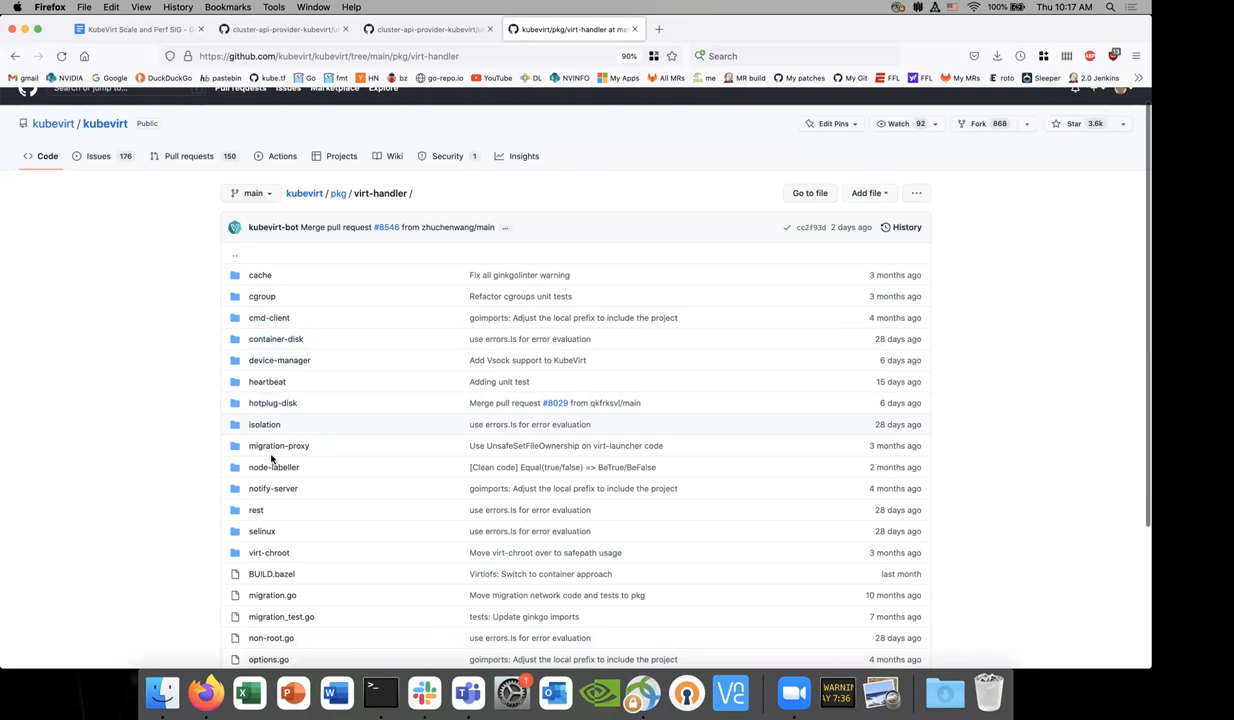 Firefox File Edit View History Bookmarks Tools Window Help 100% Thu 10:17 AM
KubeVirt Scale and Perf SIG - G × cluster-api-provider-kubevirt/ × cluster-api-provider-kubevirt/ × kubevirt/pkg/virt-handler at ma ×
https://github.com/kubevirt/kubevirt/tree/main/pkg/virt-handler 90% Search
gmail NVIDIA Google DuckDuckGo pastebin kube.tf Go fmt HN bz go-repo.io YouTube DL NVINFO My Apps All MRs me MR build My patches My Git FFL My MRs FFL roto Sleeper 2.0 Jenkins
Search or jump to... Pull requests Issues Marketplace Explore
kubevirt / kubevirt Public Edit Pins Watch 92 Fork 868 Star 3.6k
Code Issues 176 Pull requests 150 Actions Projects Wiki Security 1 Insights
main kubevirt / pkg / virt-handler / Go to file Add file ...
kubevirt-bot Merge pull request #8546 from zhuchenwang/main ... cc2f93d 2 days ago History
..
cache Fix all ginkgolinter warning 3 months ago
cgroup Refactor cgroups unit tests 3 months ago
cmd-client goimports: Adjust the local prefix to include the project 4 months ago
container-disk use errors.Is for error evaluation 28 days ago
device-manager Add Vsock support to KubeVirt 6 days ago
heartbeat Adding unit test 15 days ago
hotplug-disk Merge pull request #8029 from qkfrksvl/main 6 days ago
isolation use errors.Is for error evaluation 28 days ago
migration-proxy Use UnsafeSetFileOwnership on virt-launcher code 3 months ago
node-labeller [Clean code] Equal(true/false) => BeTrue/BeFalse 2 months ago
notify-server goimports: Adjust the local prefix to include the project 4 months ago
rest use errors.Is for error evaluation 28 days ago
selinux use errors.Is for error evaluation 28 days ago
virt-chroot Move virt-chroot over to safepath usage 3 months ago
BUILD.bazel Virtiofs: Switch to container approach last month
migration.go Move migration network code and tests to pkg 10 months ago
migration_test.go tests: Update ginkgo imports 7 months ago
non-root.go use errors.Is for error evaluation 28 days ago
options.go goimports: Adjust the local prefix to include the project 4 months ago
1
WARNIN
AY 7:36